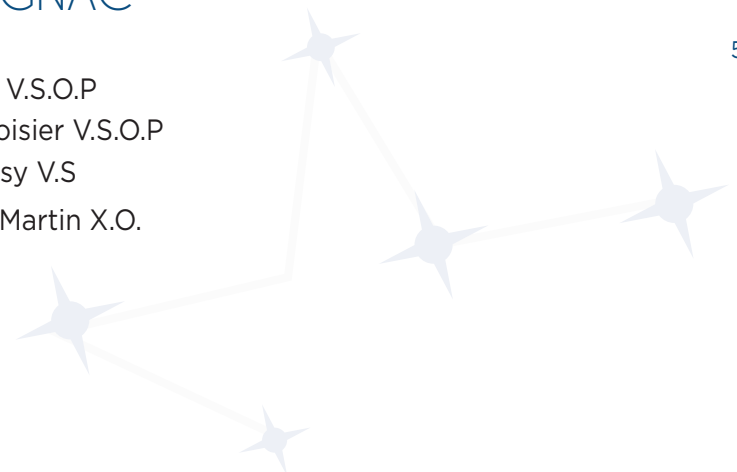 GNAC
V.S.O.P
oisier V.S.O.P
sy V.S
Martin X.O.
5